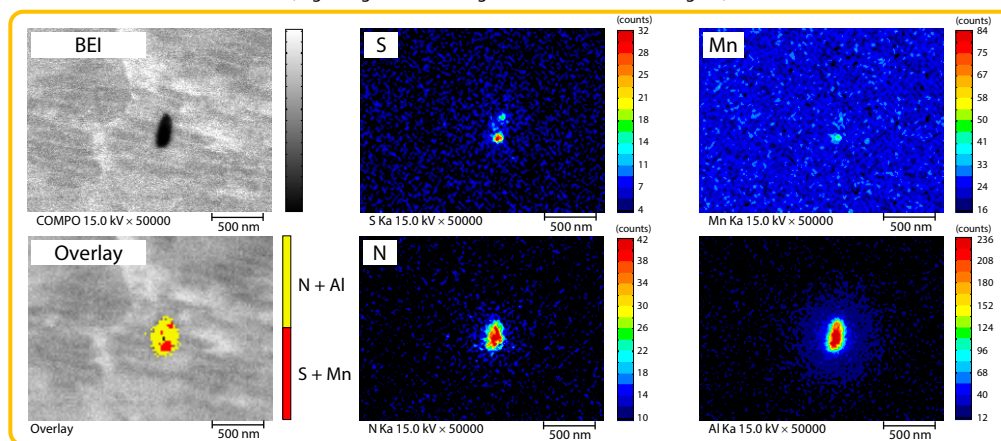 BEI
COMPO 15.0 kV × 50000
500 nm
S
(counts)
32
28
25
21
18
14
11
7
4
S Ka 15.0 kV × 50000
500 nm
Mn
(counts)
84
75
67
58
50
41
33
24
16
Mn Ka 15.0 kV × 50000
500 nm
Overlay
N + Al
S + Mn
Overlay
500 nm
N
(counts)
42
38
34
30
26
22
18
14
10
N Ka 15.0 kV × 50000
500 nm
(counts)
236
208
180
152
124
96
68
40
12
Al Ka 15.0 kV × 50000
500 nm